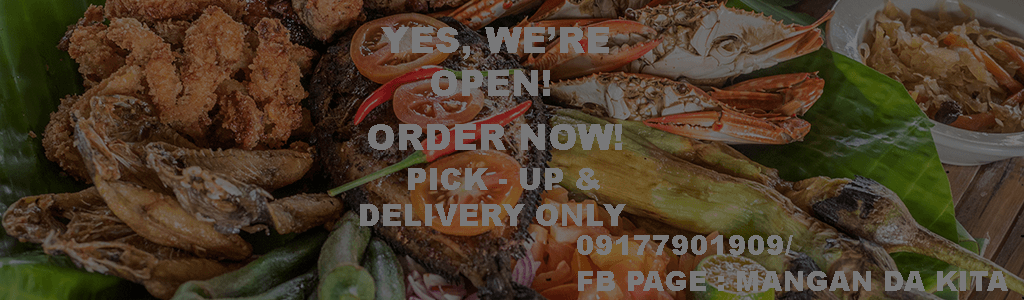 YES, WE’RE
OPEN!
ORDER NOW!
PICK - UP &
DELIVERY ONLY
09177901909/
FB PAGE - MANGAN DA KITA